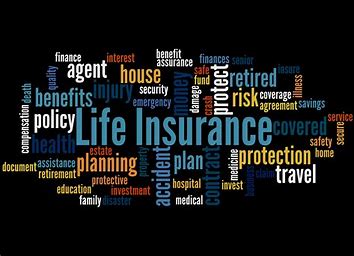 finance
interest
benefit
assurance
finances
senior
agent
house
safe
fund
insure
quality
security
money
protect
retired
illness
death
benefits
injury
emergency
damage
crash
risk
coverage
agreement
savings
compensation
policy
Life Insurance
covered
service
secure
health
estate
safety
home
document
assistance
planning
property
accident
plan
contract
medicine
protection
business
retirement
claim
travel
education
protective
hospital
invest
investment
family
disaster
medical